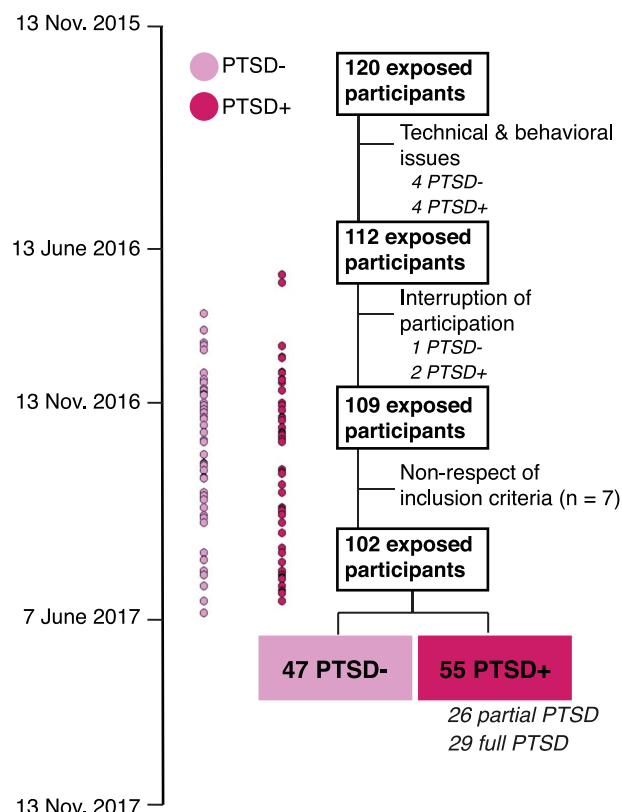 13 Nov. 2015
PTSD-
PTSD+
120 exposed
participants
Technical & behavioral
issues
4 PTSD-
4 PTSD+
13 June 2016
112 exposed
participants
Interruption of
participation
1 PTSD-
2 PTSD+
13 Nov. 2016
109 exposed
participants
Non-respect of
inclusion criteria (n = 7)
102 exposed
participants
7 June 2017
47 PTSD-
55 PTSD+
26 partial PTSD
29 full PTSD
13 Nov. 2017